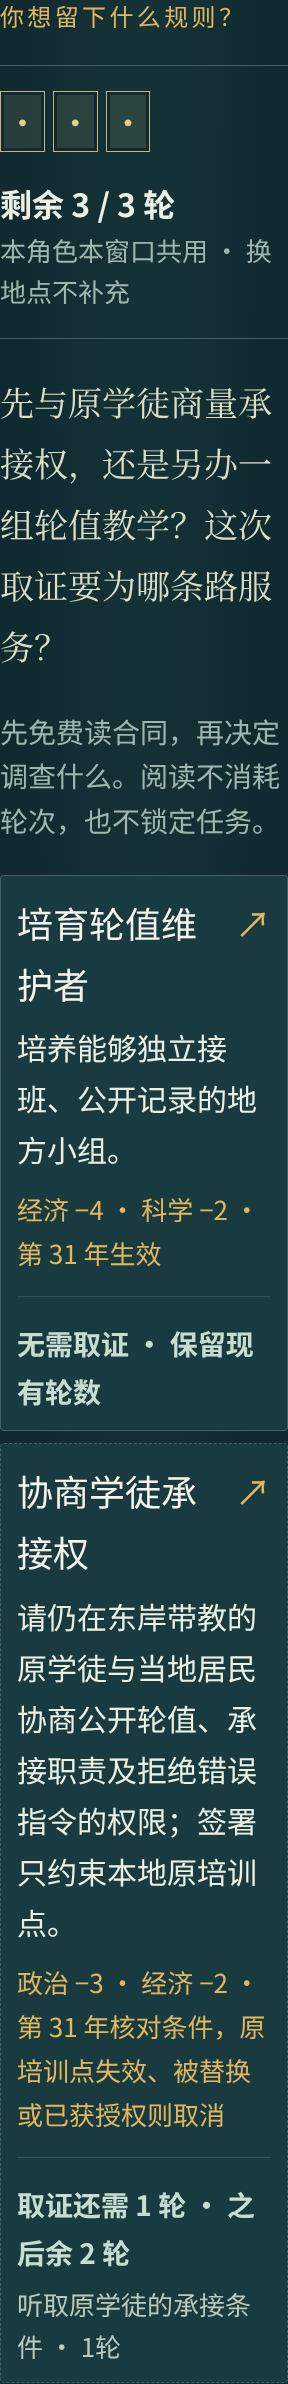 你想留下什么规则？
剩余 3 / 3 轮
本角色本窗口共用 · 换
地点不补充
先与原学徒商量承
接权，还是另办一
组轮值教学？这次
取证要为哪条路服
务？
先免费读合同，再决定
调查什么。阅读不消耗
轮次，也不锁定任务。
培育轮值维 ↗
护者
培养能够独立接
班、公开记录的地
方小组。
经济 −4 · 科学 −2 ·
第 31 年生效
无需取证 · 保留现
有轮数
协商学徒承 ↗
接权
请仍在东岸带教的
原学徒与当地居民
协商公开轮值、承
接职责及拒绝错误
指令的权限；签署
只约束本地原培训
点。
政治 −3 · 经济 −2 ·
第 31 年核对条件，原
培训点失效、被替换
或已获授权则取消
取证还需 1 轮 · 之
后余 2 轮
听取原学徒的承接条
件 · 1轮